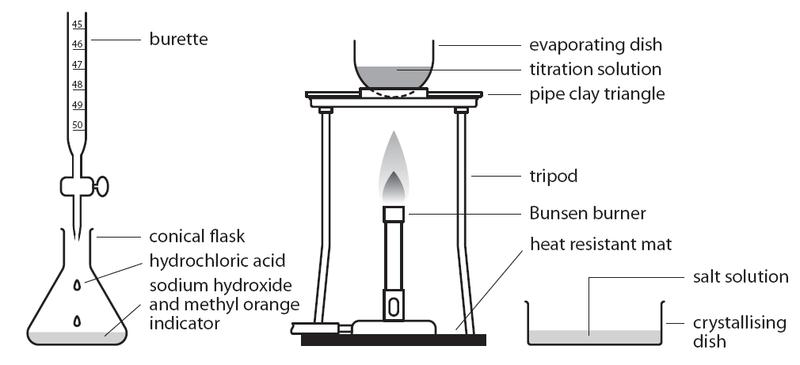 45
46
47
48
49
50
burette
conical flask
hydrochloric acid
sodium hydroxide
and methyl orange
indicator
evaporating dish
titration solution
pipe clay triangle
tripod
Bunsen burner
heat resistant mat
salt solution
crystallising
dish